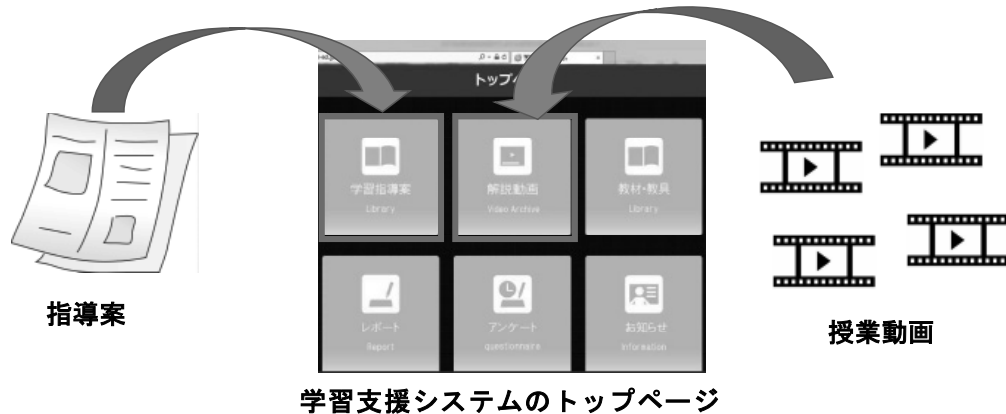 トップペ
学習指導案
Library
解説動画
Video Archive
教材・教具
Library
レポート
Report
アンケート
questionnaire
お知らせ
Information
指導案
授業動画
学習支援システムのトップページ